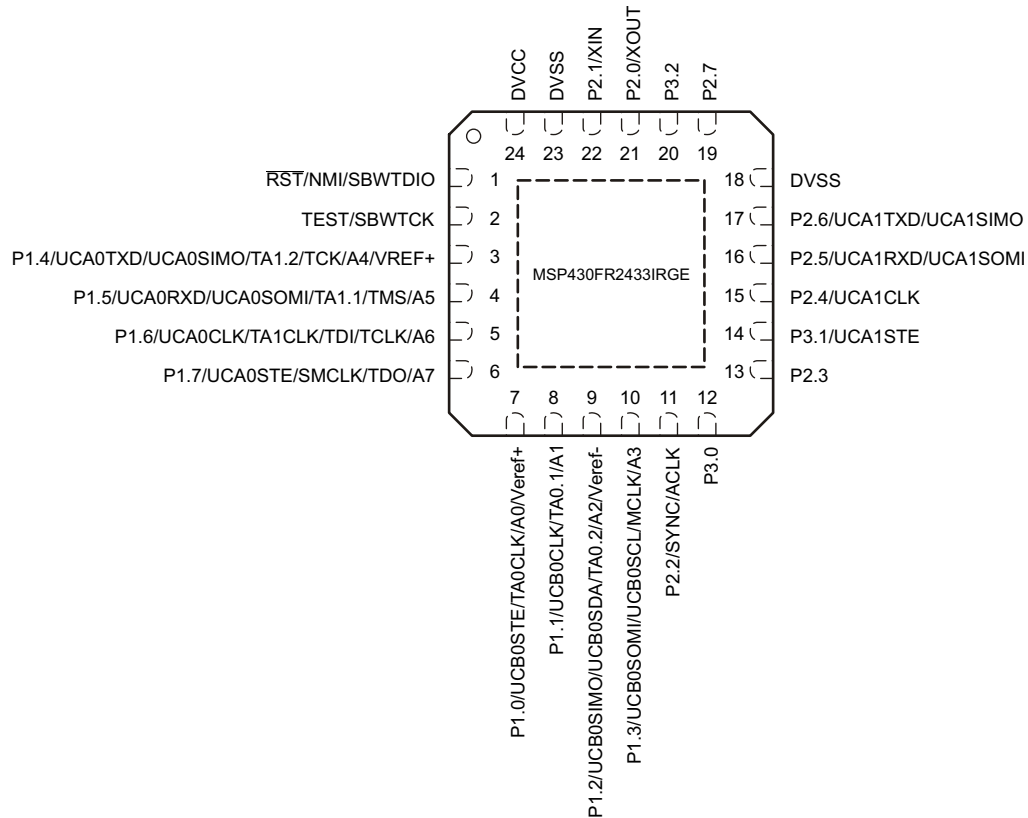 DVCC
DVSS
P2.1/XIN
P2.0/XOUT
P3.2
P2.7
24
23
22
21
20
19
RST/NMI/SBWTDIO
1
18
DVSS
TEST/SBWTCK
2
17
P2.6/UCA1TXD/UCA1SIMO
P1.4/UCA0TXD/UCA0SIMO/TA1.2/TCK/A4/VREF+
3
16
P2.5/UCA1RXD/UCA1SOMI
MSP430FR2433IRGE
P1.5/UCA0RXD/UCA0SOMI/TA1.1/TMS/A5
4
15
P2.4/UCA1CLK
P1.6/UCA0CLK/TA1CLK/TDI/TCLK/A6
5
14
P3.1/UCA1STE
P1.7/UCA0STE/SMCLK/TDO/A7
6
13
P2.3
7
8
9
10
11
12
P1.0/UCB0STE/TA0CLK/A0/Veref+
P1.1/UCB0CLK/TA0.1/A1
P1.2/UCB0SIMO/UCB0SDA/TA0.2/A2/Veref-
P1.3/UCB0SOMI/UCB0SCL/MCLK/A3
P2.2/SYNC/ACLK
P3.0